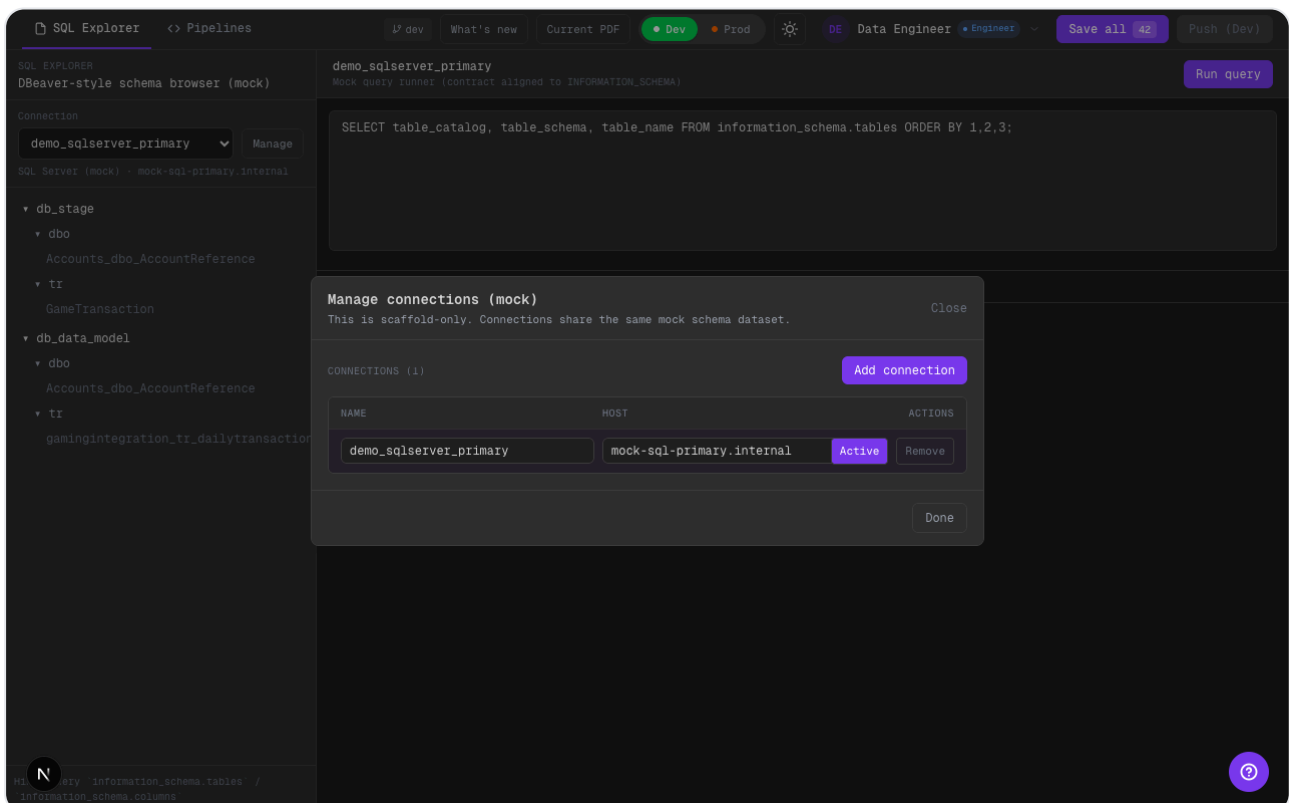 SQL Explorer
<> Pipelines
dev
What's new
Current PDF
Dev
Prod
DE
Data Engineer
Engineer
Save all 42
Push (Dev)
SQL EXPLORER
DBeaver-style schema browser (mock)
Connection
demo_sqlserver_primary
Manage
SQL Server (mock) · mock-sql-primary.internal
db_stage
dbo
Accounts_dbo_AccountReference
tr
GameTransaction
db_data_model
dbo
Accounts_dbo_AccountReference
tr
gamingintegration_tr_dailytransaction
demo_sqlserver_primary
Mock query runner (contract aligned to INFORMATION_SCHEMA)
Run query
SELECT table_catalog, table_schema, table_name FROM information_schema.tables ORDER BY 1,2,3;
Manage connections (mock)
This is scaffold-only. Connections share the same mock schema dataset.
Close
CONNECTIONS (1)
Add connection
NAME HOST ACTIONS
demo_sqlserver_primary mock-sql-primary.internal Active Remove
Done
N
`information_schema.tables` /
`information_schema.columns